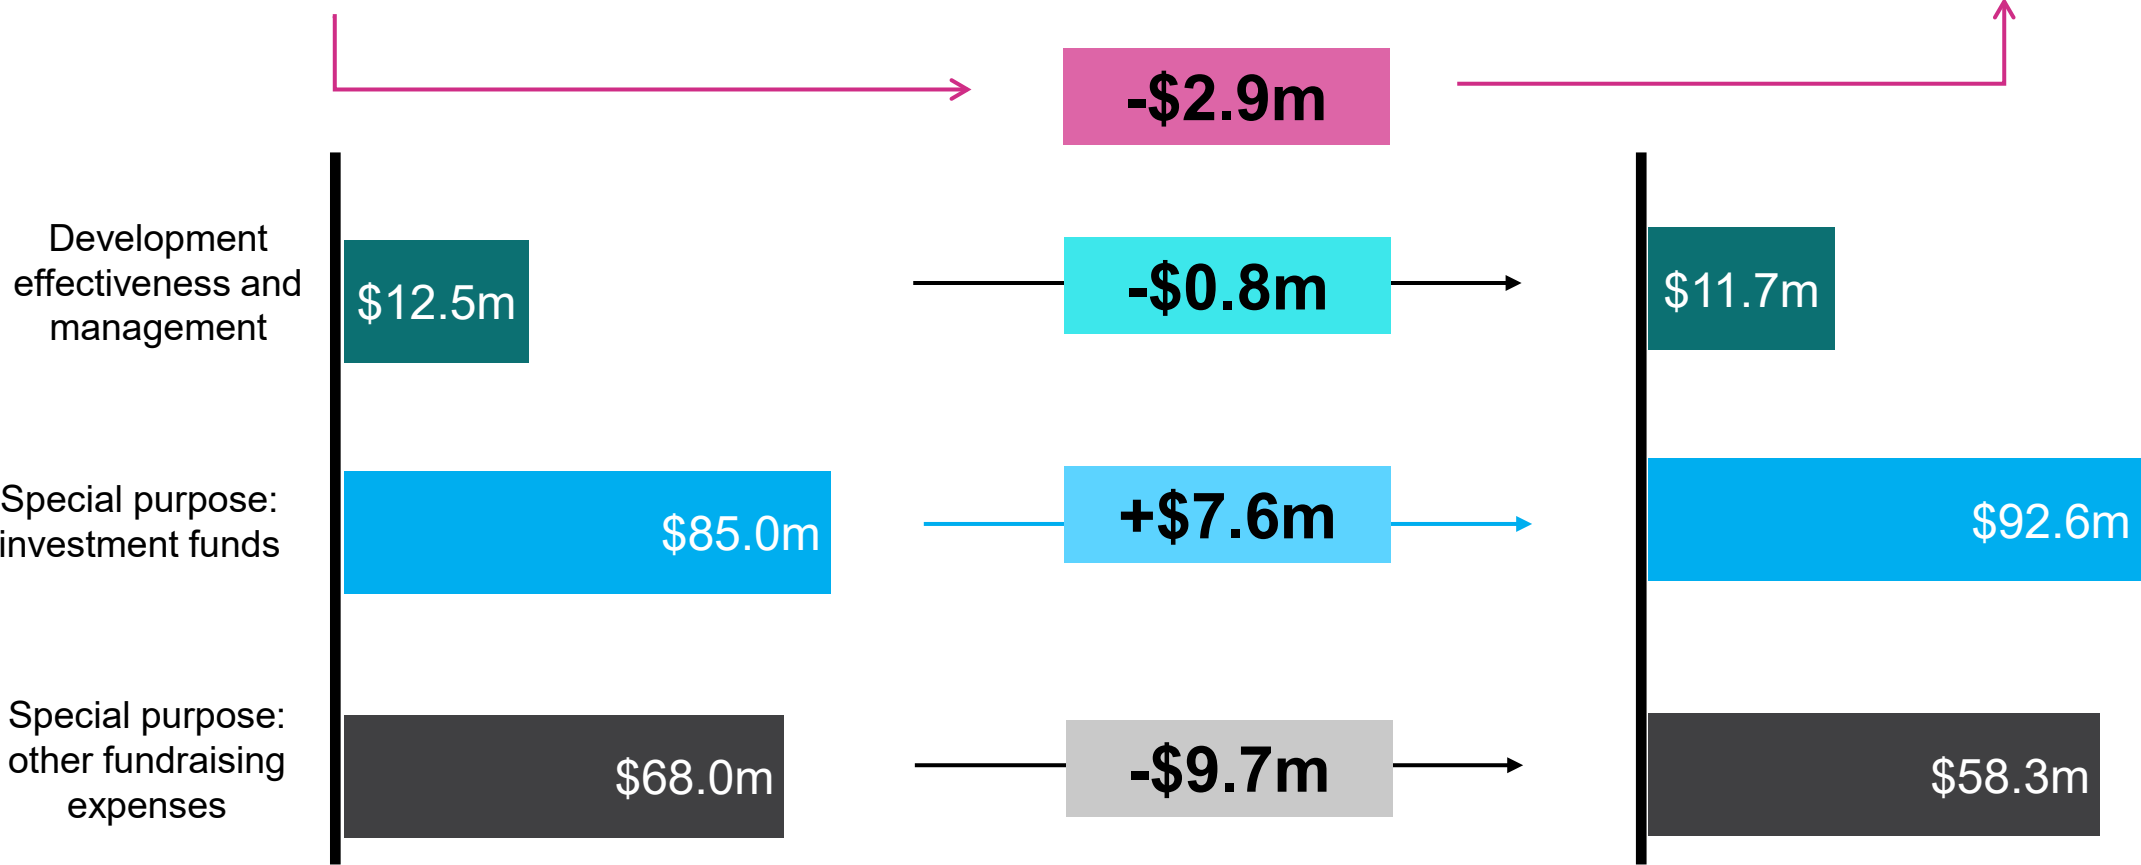 -$2.9m
Development
effectiveness and
management
$12.5m
-$0.8m
$11.7m
Special purpose:
investment funds
$85.0m
+$7.6m
$92.6m
Special purpose:
other fundraising
expenses
$68.0m
-$9.7m
$58.3m